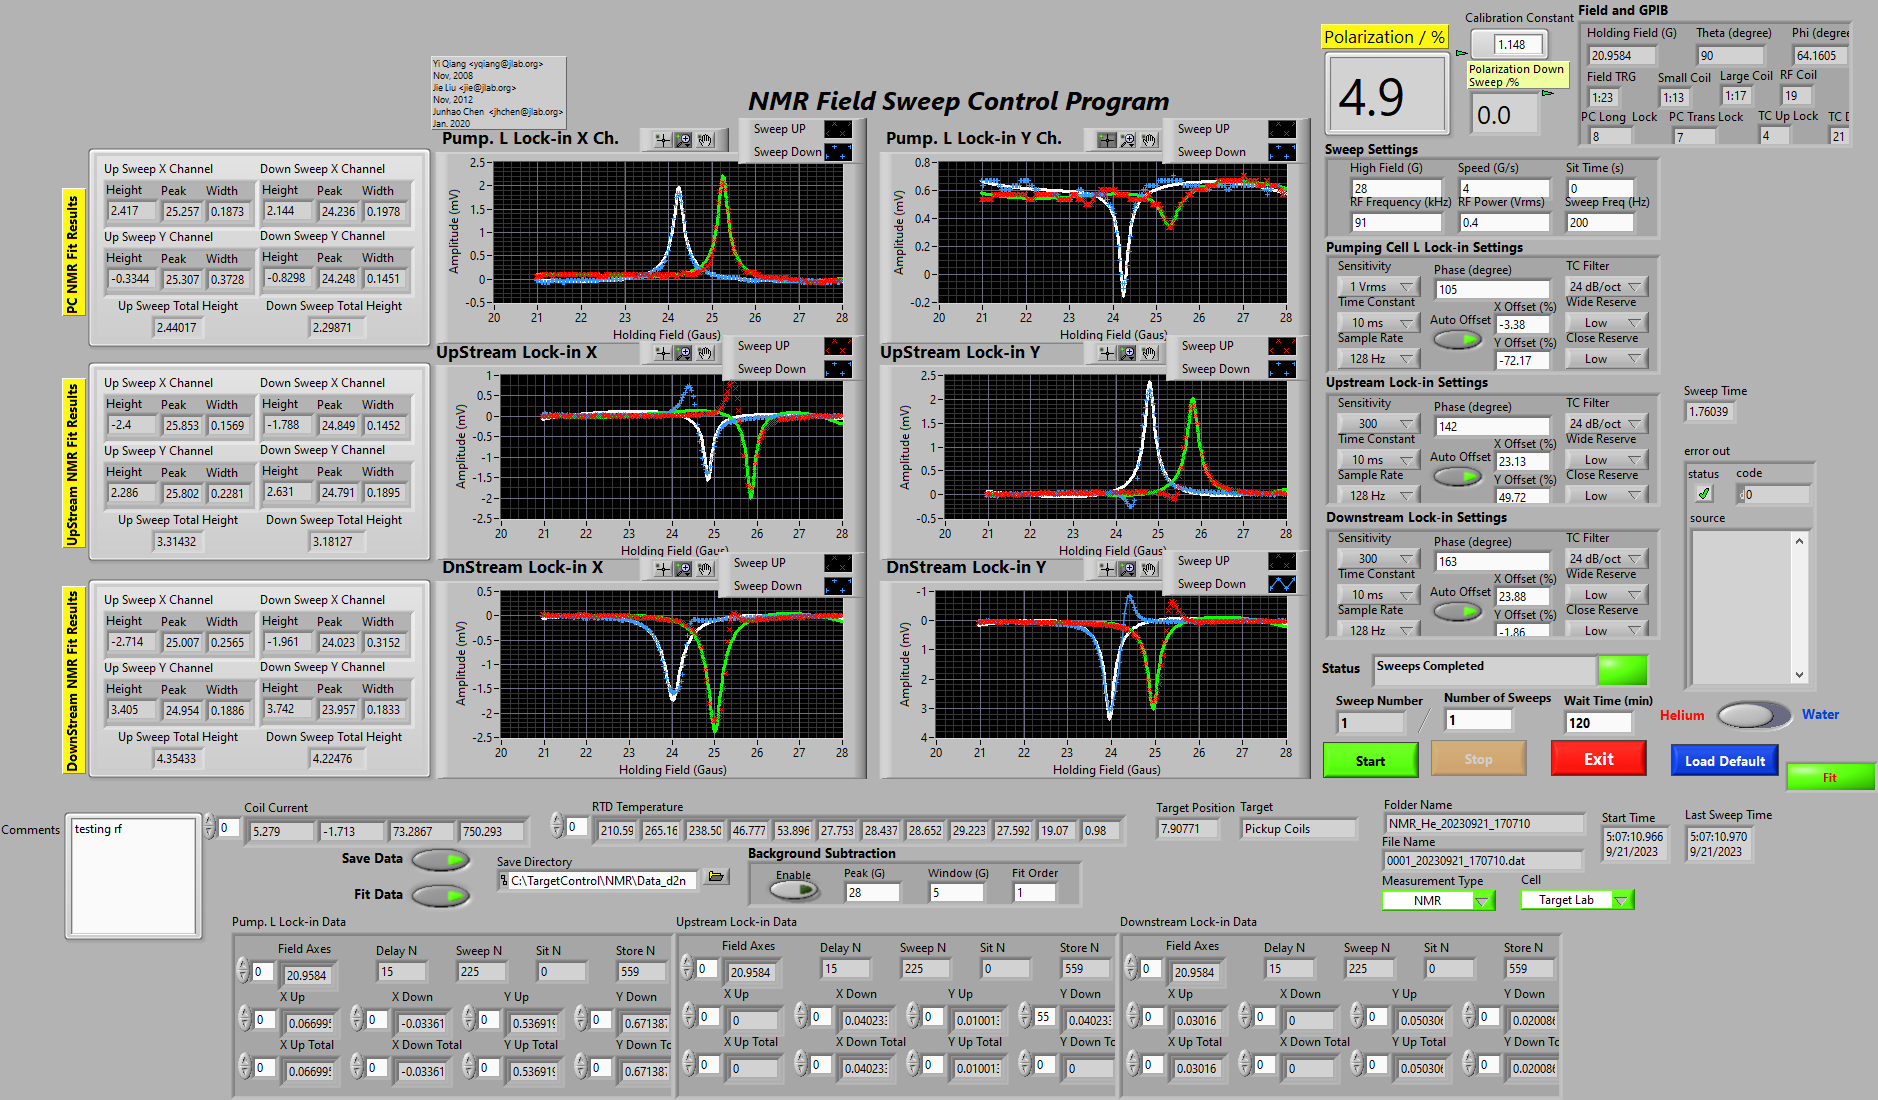 Yi Qiang <yqiang@jlab.org>
Nov, 2008
Jie Liu <jie@jlab.org>
Nov, 2012
Junhao Chen <jhchen@jlab.org>
Jan. 2020
NMR Field Sweep Control Program
Polarization / %
4.9
Calibration Constant
1.148
Polarization Down
Sweep /%
0.0
Field and GPIB
Holding Field (G) Theta (degree) Phi (degree
20.9584 90 64.1605
Field TRG Small Coil Large Coil RF Coil
1:23 1:13 1:17 19
PC Long Lock PC Trans Lock TC Up Lock TC D
8 7 4 21
PC NMR Fit Results
Up Sweep X Channel Down Sweep X Channel
Height Peak Width Height Peak Width
2.417 25.257 0.1873 2.144 24.236 0.1978
Up Sweep Y Channel Down Sweep Y Channel
Height Peak Width Height Peak Width
-0.3344 25.307 0.3728 -0.8298 24.248 0.1451
Up Sweep Total Height Down Sweep Total Height
2.44017 2.29871
UpStream NMR Fit Results
Up Sweep X Channel Down Sweep X Channel
Height Peak Width Height Peak Width
-2.4 25.853 0.1569 -1.788 24.849 0.1452
Up Sweep Y Channel Down Sweep Y Channel
Height Peak Width Height Peak Width
2.286 25.802 0.2281 2.631 24.791 0.1895
Up Sweep Total Height Down Sweep Total Height
3.31432 3.18127
DownStream NMR Fit Results
Up Sweep X Channel Down Sweep X Channel
Height Peak Width Height Peak Width
-2.714 25.007 0.2565 -1.961 24.023 0.3152
Up Sweep Y Channel Down Sweep Y Channel
Height Peak Width Height Peak Width
3.405 24.954 0.1886 3.742 23.957 0.1833
Up Sweep Total Height Down Sweep Total Height
4.35433 4.22476
Pump. L Lock-in X Ch.
Sweep UP
Sweep Down
Amplitude (mV)
2.5
2
1.5
1
0.5
0
-0.5
20 21 22 23 24 25 26 27 28
Holding Field (Gaus)
Pump. L Lock-in Y Ch.
Sweep UP
Sweep Down
Amplitude (mV)
0.8
0.6
0.4
0.2
0
-0.2
20 21 22 23 24 25 26 27 28
Holding Field (Gaus)
UpStream Lock-in X
Sweep UP
Sweep Down
Amplitude (mV)
1
0.5
0
-0.5
-1
-1.5
-2
-2.5
20 21 22 23 24 25 26 27 28
Holding Field (Gaus)
UpStream Lock-in Y
Sweep UP
Sweep Down
Amplitude (mV)
2.5
2
1.5
1
0.5
0
-0.5
20 21 22 23 24 25 26 27 28
Holding Field (Gaus)
DnStream Lock-in X
Sweep UP
Sweep Down
Amplitude (mV)
0.5
0
-0.5
-1
-1.5
-2
-2.5
20 21 22 23 24 25 26 27 28
Holding Field (Gaus)
DnStream Lock-in Y
Sweep UP
Sweep Down
Amplitude (mV)
-1
0
1
2
3
4
20 21 22 23 24 25 26 27 28
Holding Field (Gaus)
Sweep Settings
High Field (G) Speed (G/s) Sit Time (s)
28 4 0
RF Frequency (kHz) RF Power (Vrms) Sweep Freq (Hz)
91 0.4 200
Pumping Cell L Lock-in Settings
Sensitivity Phase (degree) TC Filter
1 Vrms 105 24 dB/oct
Time Constant X Offset (%) Wide Reserve
10 ms Auto Offset -3.38 Low
Sample Rate Y Offset (%) Close Reserve
128 Hz -72.17 Low
Upstream Lock-in Settings
Sensitivity Phase (degree) TC Filter
300 142 24 dB/oct
Time Constant X Offset (%) Wide Reserve
10 ms Auto Offset 23.13 Low
Sample Rate Y Offset (%) Close Reserve
128 Hz 49.72 Low
Downstream Lock-in Settings
Sensitivity Phase (degree) TC Filter
300 163 24 dB/oct
Time Constant X Offset (%) Wide Reserve
10 ms Auto Offset 23.88 Low
Sample Rate Y Offset (%) Close Reserve
128 Hz -1.86 Low
Sweep Time
1.76039
error out
status code
0
source
Status Sweeps Completed
Sweep Number Number of Sweeps Wait Time (min)
1 / 1 120
Helium Water
Start Stop Exit Load Default
Fit
Comments
testing rf
Coil Current
0 5.279 -1.713 73.2867 750.293
RTD Temperature
0 210.59 265.16 238.50 46.777 53.896 27.753 28.437 28.652 29.223 27.592 19.07 0.98
Target Position Target
7.90771 Pickup Coils
Folder Name
NMR_He_20230921_170710
File Name
0001_20230921_170710.dat
Start Time
5:07:10.966
9/21/2023
Last Sweep Time
5:07:10.970
9/21/2023
Measurement Type Cell
NMR Target Lab
Save Data
Fit Data
Save Directory
C:\TargetControl\NMR\Data_d2n
Background Subtraction
Enable Peak (G) Window (G) Fit Order
28 5 1
Pump. L Lock-in Data
Field Axes Delay N Sweep N Sit N Store N
0 20.9584 15 225 0 559
X Up X Down Y Up Y Down
0 0.066995 0 -0.03361 0 0.536919 0 0.671387
X Up Total X Down Total Y Up Total Y Down To
0 0.066995 0 -0.03361 0 0.536919 0 0.671387
Upstream Lock-in Data
Field Axes Delay N Sweep N Sit N Store N
0 20.9584 15 225 0 559
X Up X Down Y Up Y Down
0 0 0 0.040233 0 0.010013 55 0.040233
X Up Total X Down Total Y Up Total Y Down To
0 0 0 0.040233 0 0.010013 0 0
Downstream Lock-in Data
Field Axes Delay N Sweep N Sit N Store N
0 20.9584 15 225 0 559
X Up X Down Y Up Y Down
0 0.03016 0 0 0 0.050306 0 0.020086
X Up Total X Down Total Y Up Total Y Down To
0 0.03016 0 0 0 0.050306 0 0.020086